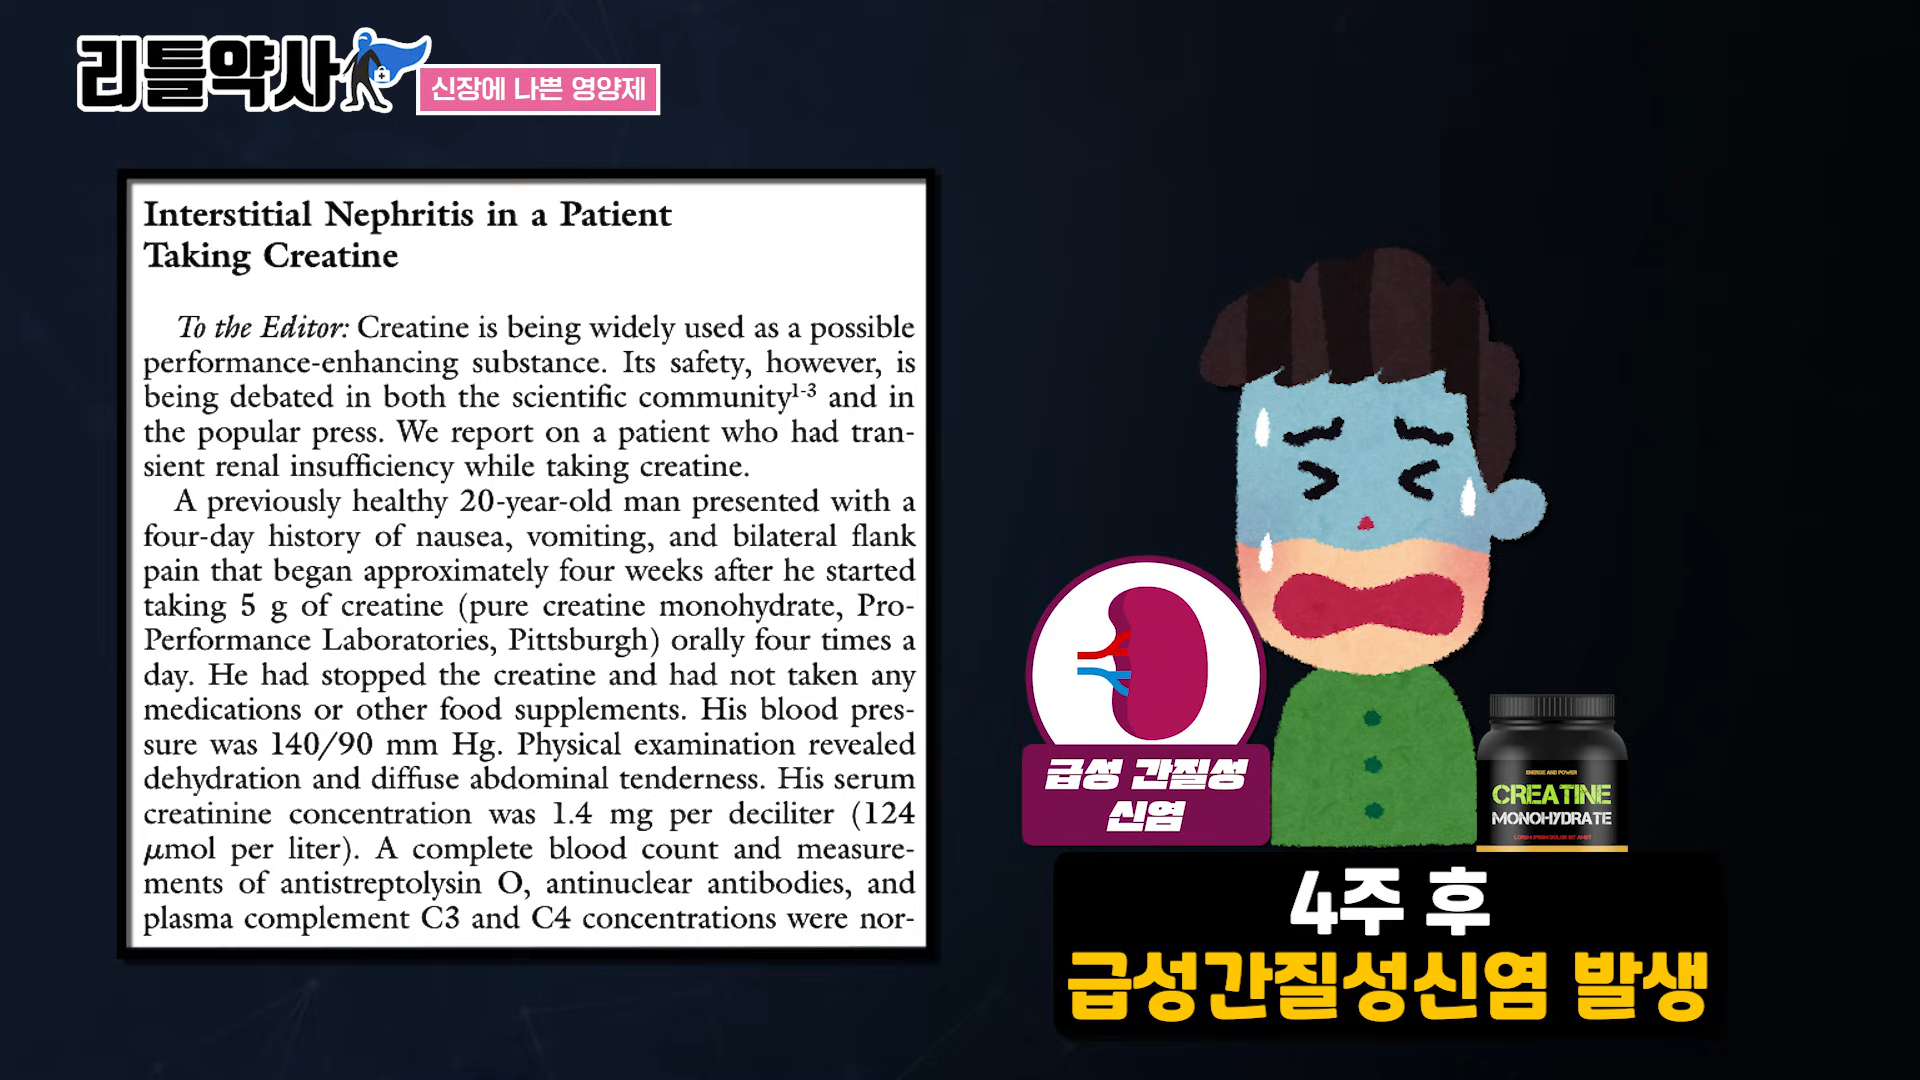 리틀약사
신장에 나쁜 영양제
Interstitial Nephritis in a Patient
Taking Creatine
To the Editor: Creatine is being widely used as a possible
performance-enhancing substance. Its safety, however, is
being debated in both the scientific community1-3 and in
the popular press. We report on a patient who had tran-
sient renal insufficiency while taking creatine.
A previously healthy 20-year-old man presented with a
four-day history of nausea, vomiting, and bilateral flank
pain that began approximately four weeks after he started
taking 5 g of creatine (pure creatine monohydrate, Pro-
Performance Laboratories, Pittsburgh) orally four times a
day. He had stopped the creatine and had not taken any
medications or other food supplements. His blood pres-
sure was 140/90 mm Hg. Physical examination revealed
dehydration and diffuse abdominal tenderness. His serum
creatinine concentration was 1.4 mg per deciliter (124
μmol per liter). A complete blood count and measure-
ments of antistreptolysin O, antinuclear antibodies, and
plasma complement C3 and C4 concentrations were nor-
급성 간질성
신염
ENERGE AND POWER
CREATINE
MONOHYDRATE
LOREM IPSUM DOLOR SIT AMET
4주 후
급성간질성신염 발생